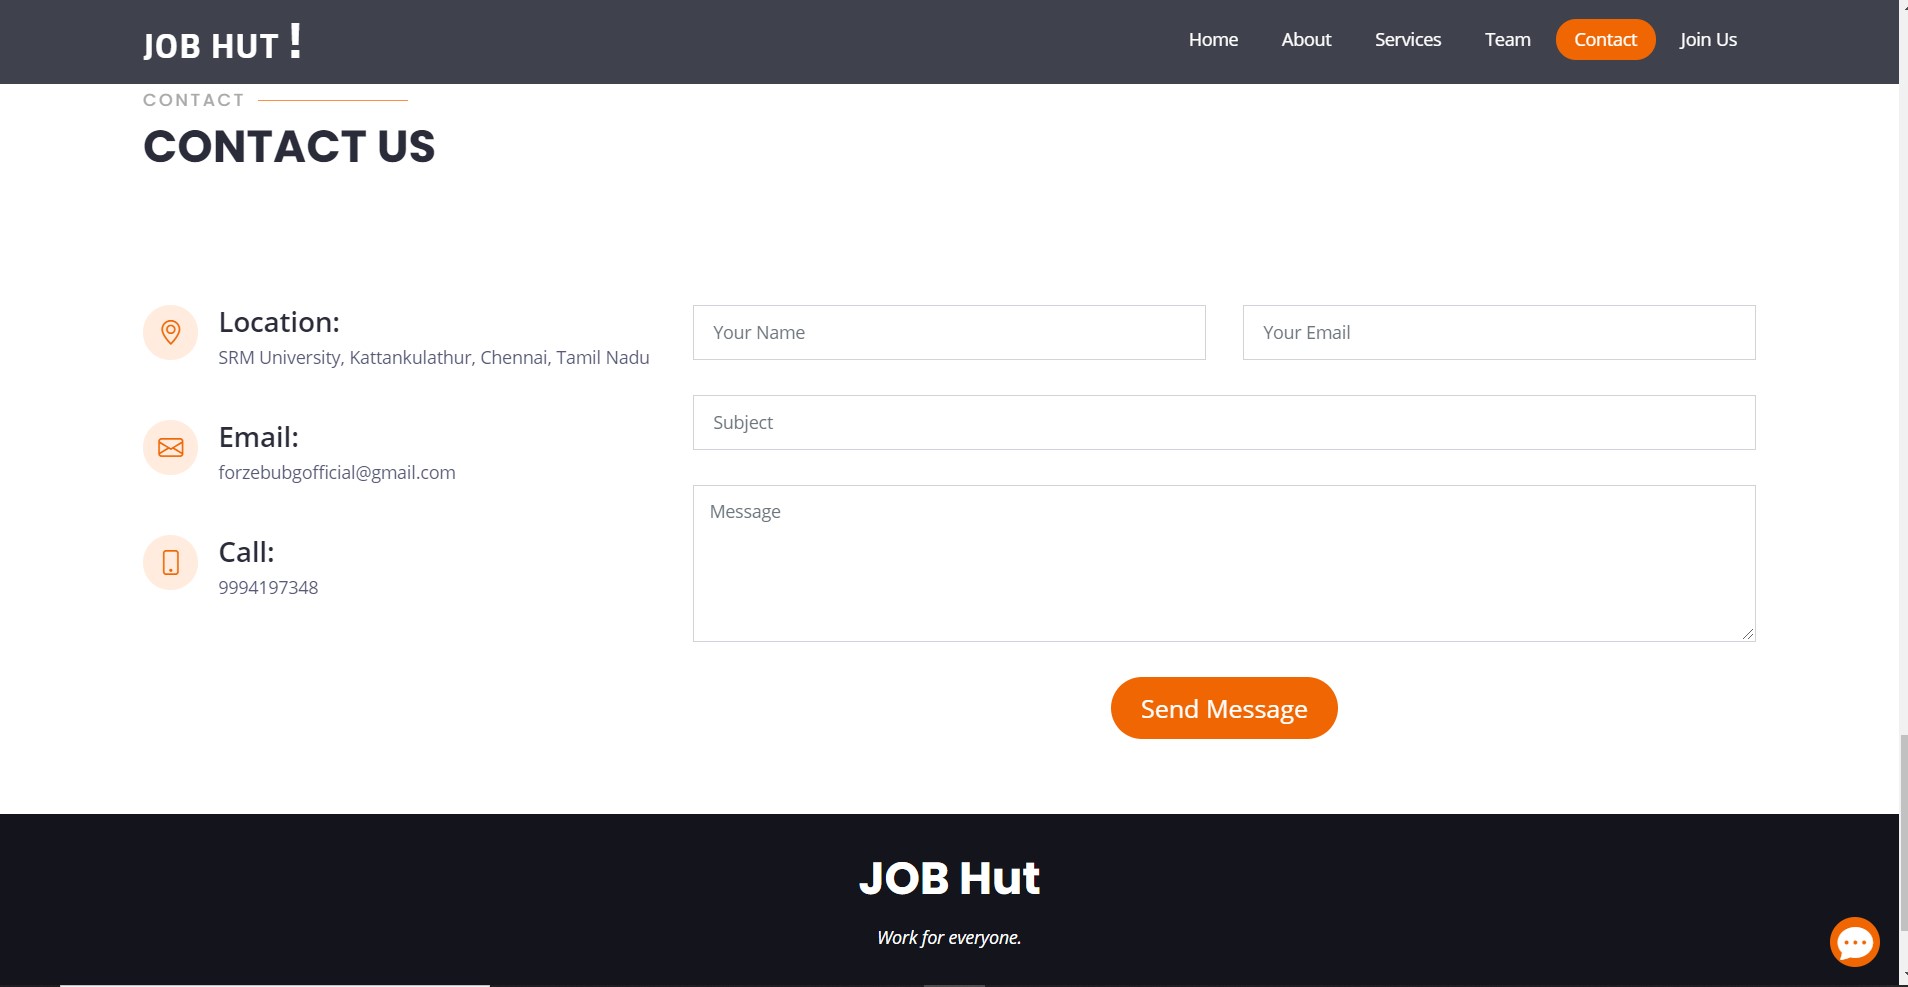 JOB HUT !
Home About Services Team Contact Join Us
CONTACT
CONTACT US
Location:
SRM University, Kattankulathur, Chennai, Tamil Nadu
Email:
forzebubgofficial@gmail.com
Call:
9994197348
Your Name
Your Email
Subject
Message
Send Message
JOB Hut
Work for everyone.